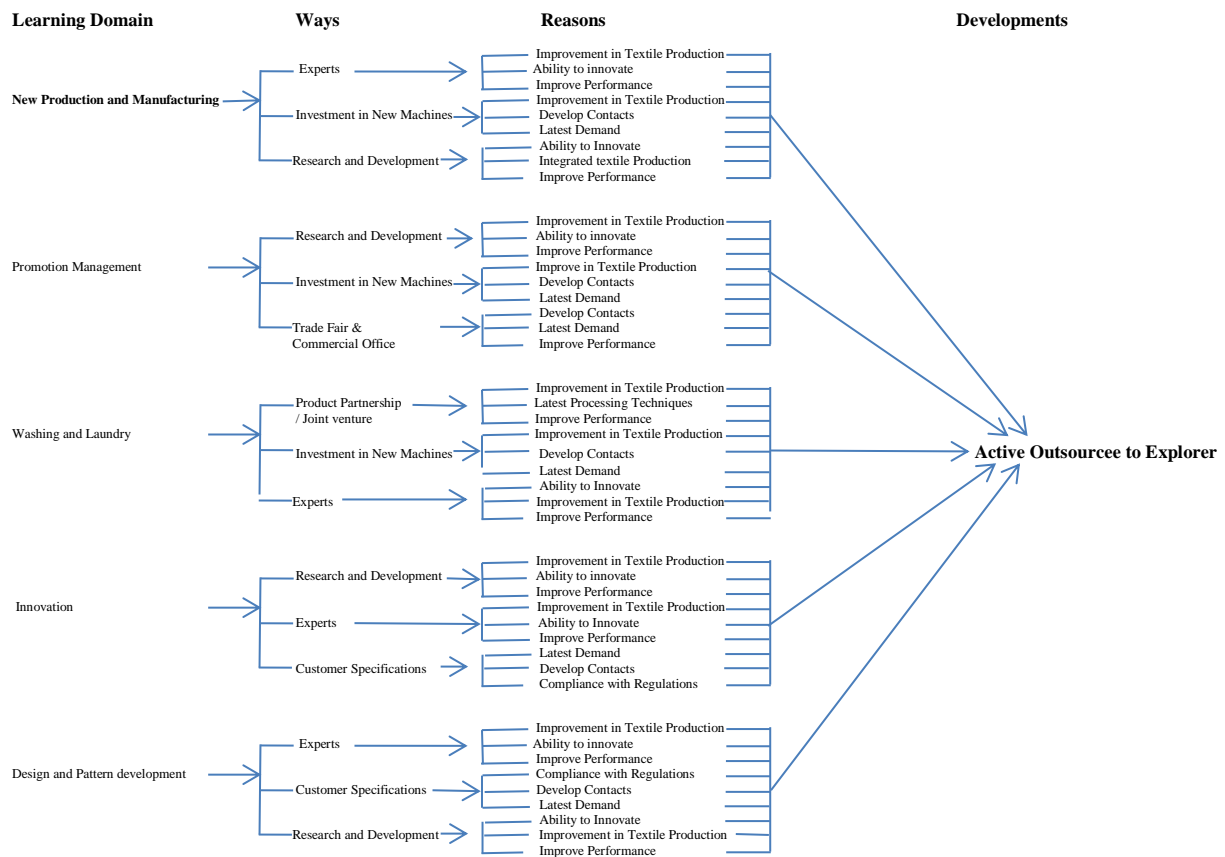 Learning Domain Ways Reasons Developments
Improvement in Textile Production
Experts Ability to innovate
Improve Performance
New Production and Manufacturing Improvement in Textile Production
Investment in New Machines Develop Contacts
Latest Demand
Ability to Innovate
Research and Development Integrated textile Production
Improve Performance
Improvement in Textile Production
Research and Development Ability to innovate
Improve Performance
Promotion Management Improve in Textile Production
Investment in New Machines Develop Contacts
Latest Demand
Develop Contacts
Trade Fair & Latest Demand
Commercial Office Improve Performance
Improvement in Textile Production
Product Partnership Latest Processing Techniques
/ Joint venture Improve Performance
Washing and Laundry Improvement in Textile Production
Investment in New Machines Develop Contacts Active Outsourcee to Explorer
Latest Demand
Ability to Innovate
Experts Improvement in Textile Production
Improve Performance
Improvement in Textile Production
Research and Development Ability to innovate
Improve Performance
Innovation Improvement in Textile Production
Experts Ability to Innovate
Improve Performance
Latest Demand
Customer Specifications Develop Contacts
Compliance with Regulations
Improvement in Textile Production
Experts Ability to innovate
Improve Performance
Design and Pattern development Compliance with Regulations
Customer Specifications Develop Contacts
Latest Demand
Ability to Innovate
Research and Development Improvement in Textile Production
Improve Performance